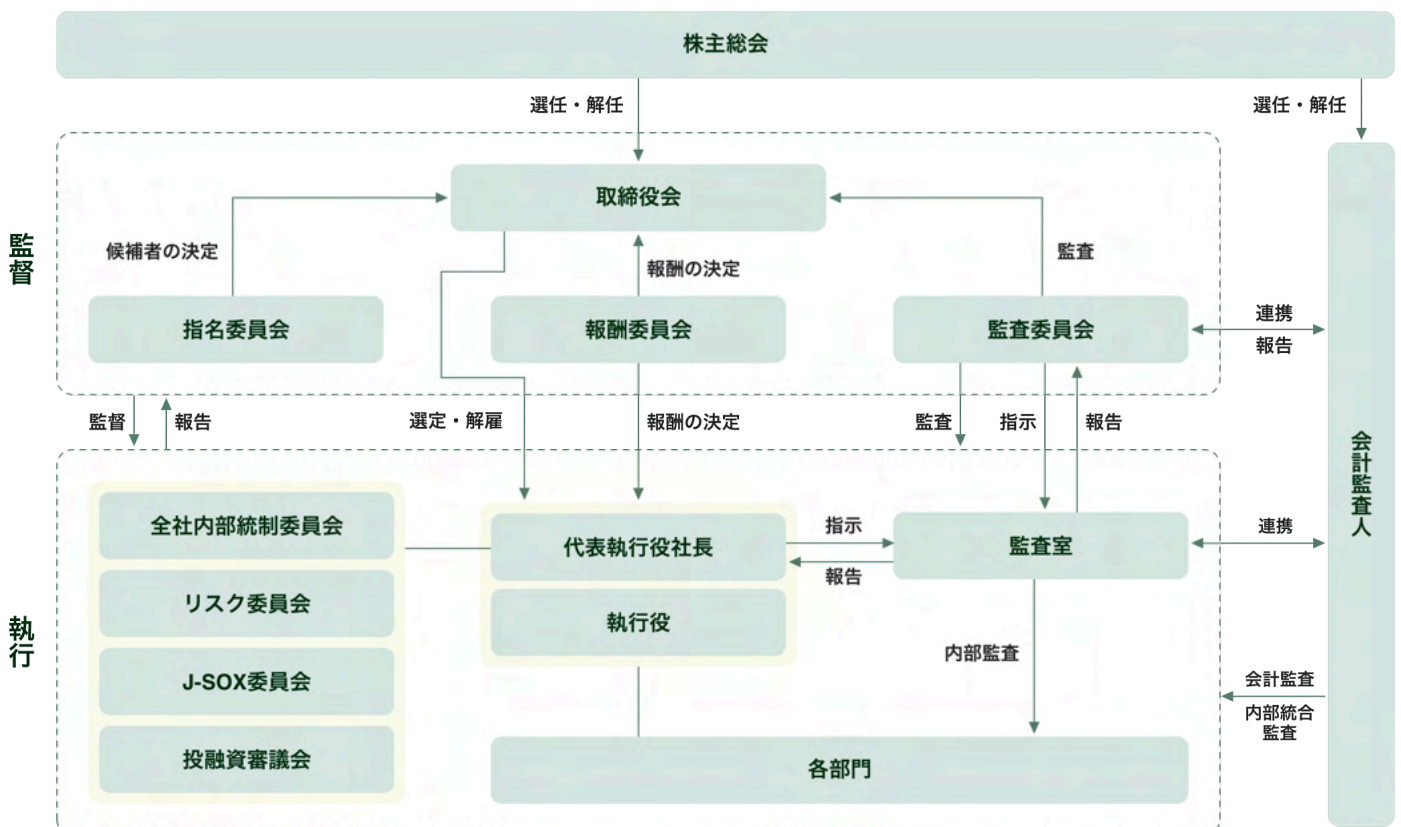 株主総会
選任・解任
選任・解任
監督
取締役会
候補者の決定
報酬の決定
監査
指名委員会
報酬委員会
監査委員会
連携
報告
監督
報告
選定・解雇
報酬の決定
監査
指示
報告
会計監査人
執行
全社内部統制委員会
リスク委員会
J-SOX委員会
投融資審議会
代表執行役社長
執行役
指示
報告
監査室
連携
内部監査
会計監査
内部統合
監査
各部門